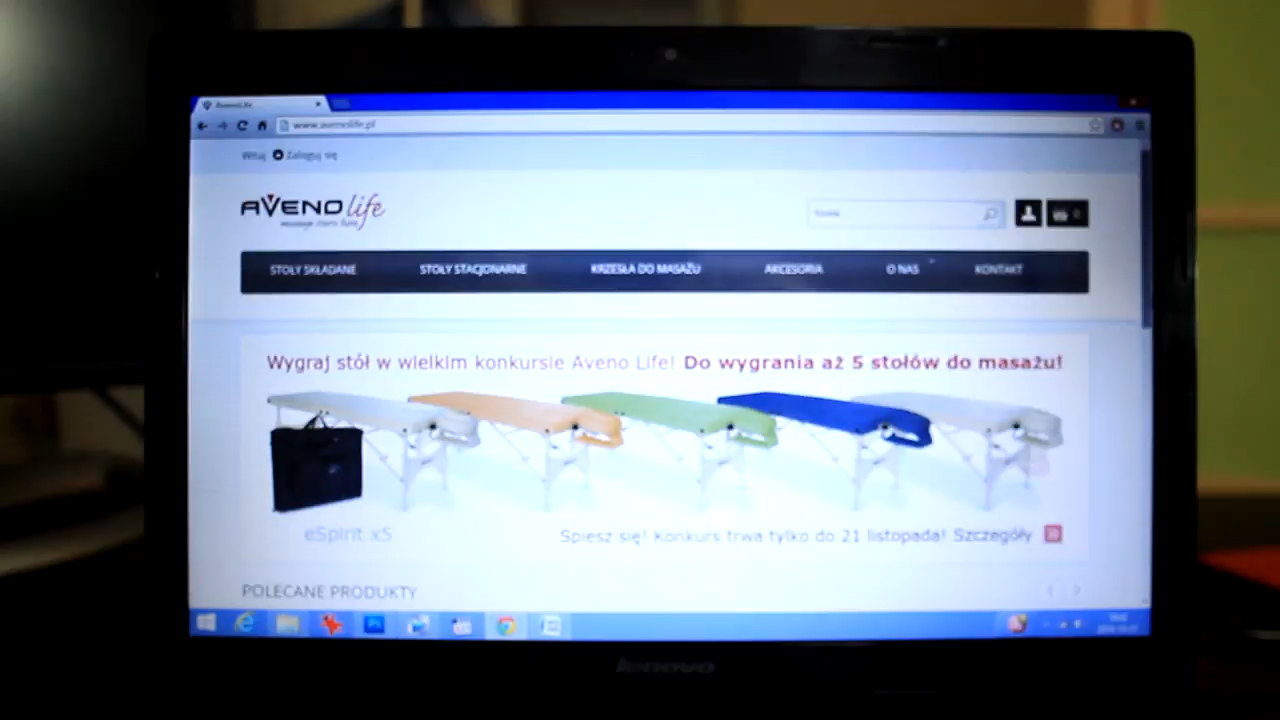 AvenoLife
www.avenolife.pl
Witaj Zaloguj się
AVENO life
STOŁY SKŁADANE STOŁY STACJONARNE KRZESŁA DO MASAŻU AKCESORIA O NAS KONTAKT
Wygraj stół w wielkim konkursie Aveno Life! Do wygrania aż 5 stołów do masażu!
eSpirit xS
Spiesz się! Konkurs trwa tylko do 21 listopada! Szczegóły
POLECANE PRODUKTY
lenovo